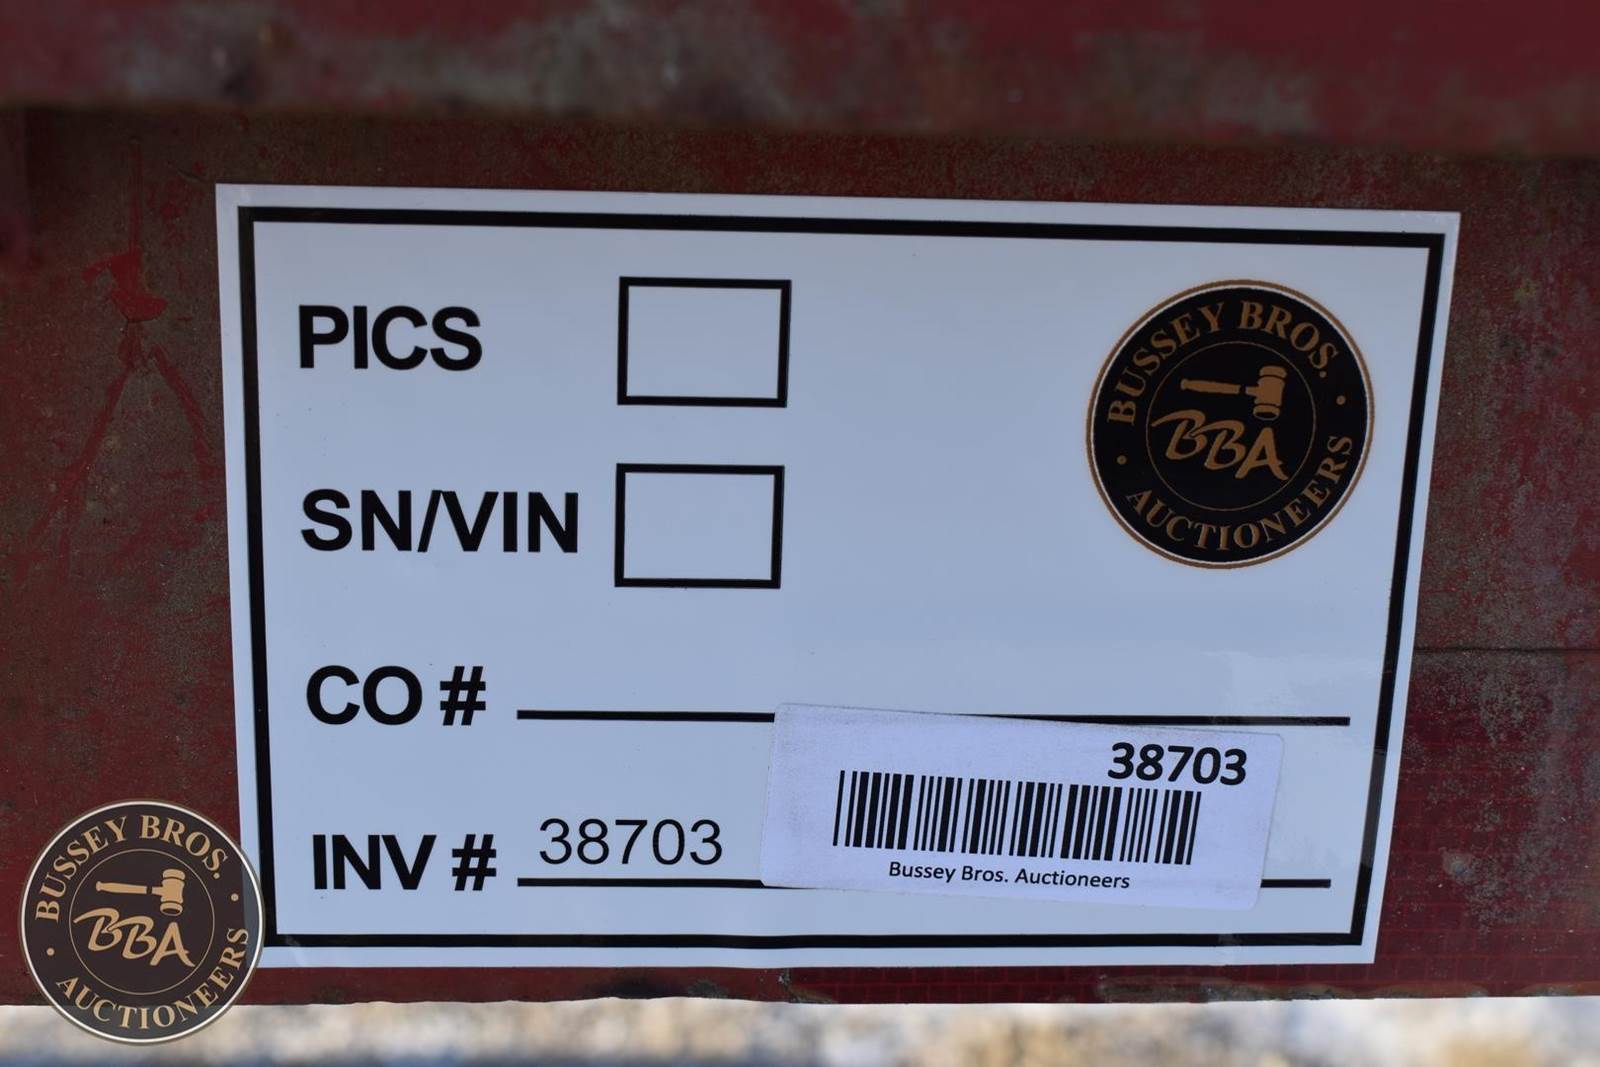 PICS
BUSSEY BROS.
BBA
AUCTIONEERS
SN/VIN
CO #
38703
INV # 38703
Bussey Bros. Auctioneers
BUSSEY BROS.
BBA
AUCTIONEERS